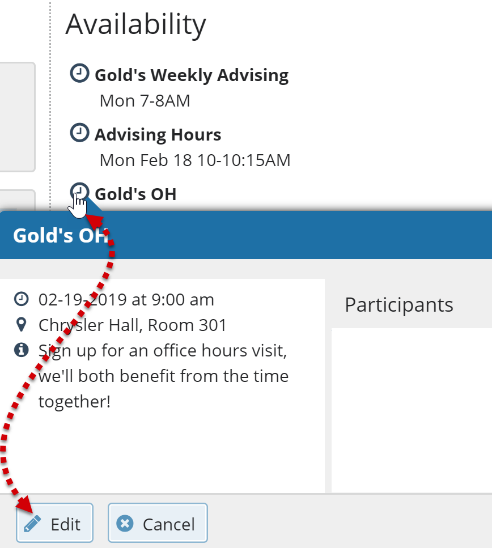 Availability
Gold's Weekly Advising
Mon 7-8AM
Advising Hours
Mon Feb 18 10-10:15AM
Gold's OH
Gold's OH
02-19-2019 at 9:00 am
Chrysler Hall, Room 301
Sign up for an office hours visit,
we'll both benefit from the time
together!
Participants
Edit
Cancel